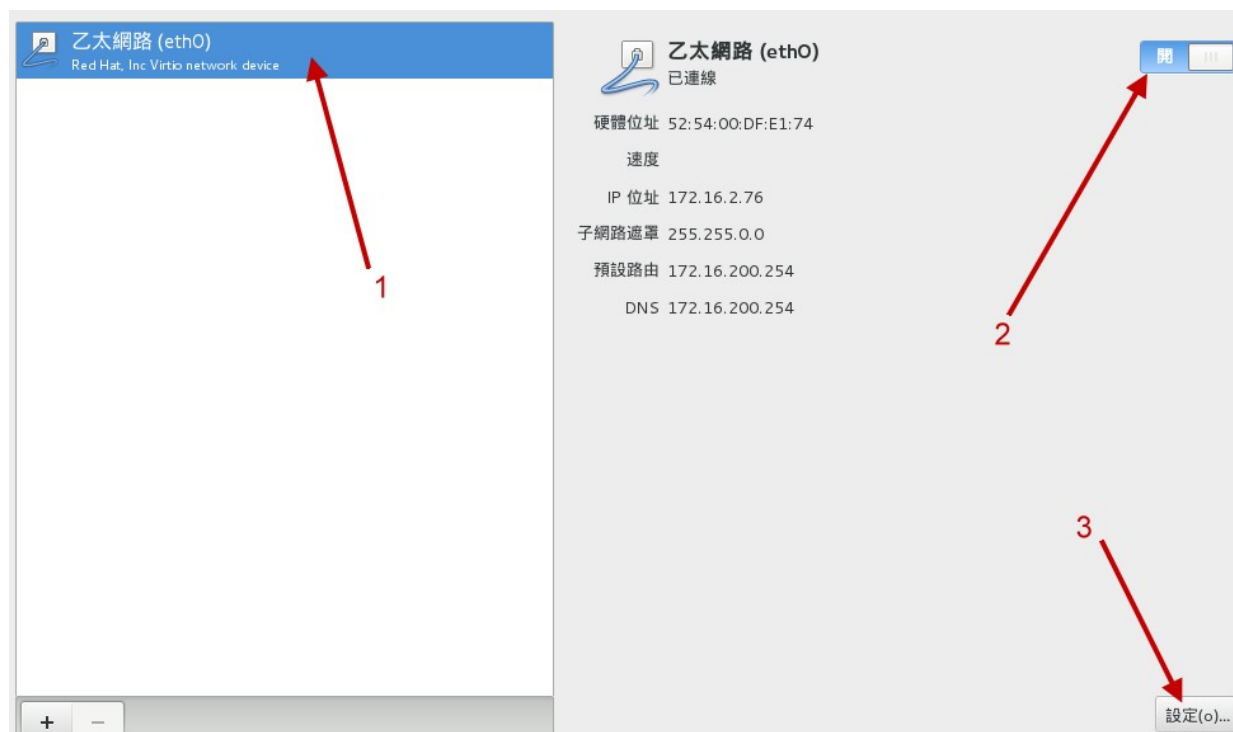 乙太網路 (eth0)
Red Hat, Inc Virtio network device
乙太網路 (eth0)
已連線
開
硬體位址 52:54:00:DF:E1:74
速度
IP 位址 172.16.2.76
子網路遮罩 255.255.0.0
預設路由 172.16.200.254
DNS 172.16.200.254
1
2
3
+ −
設定(o)...